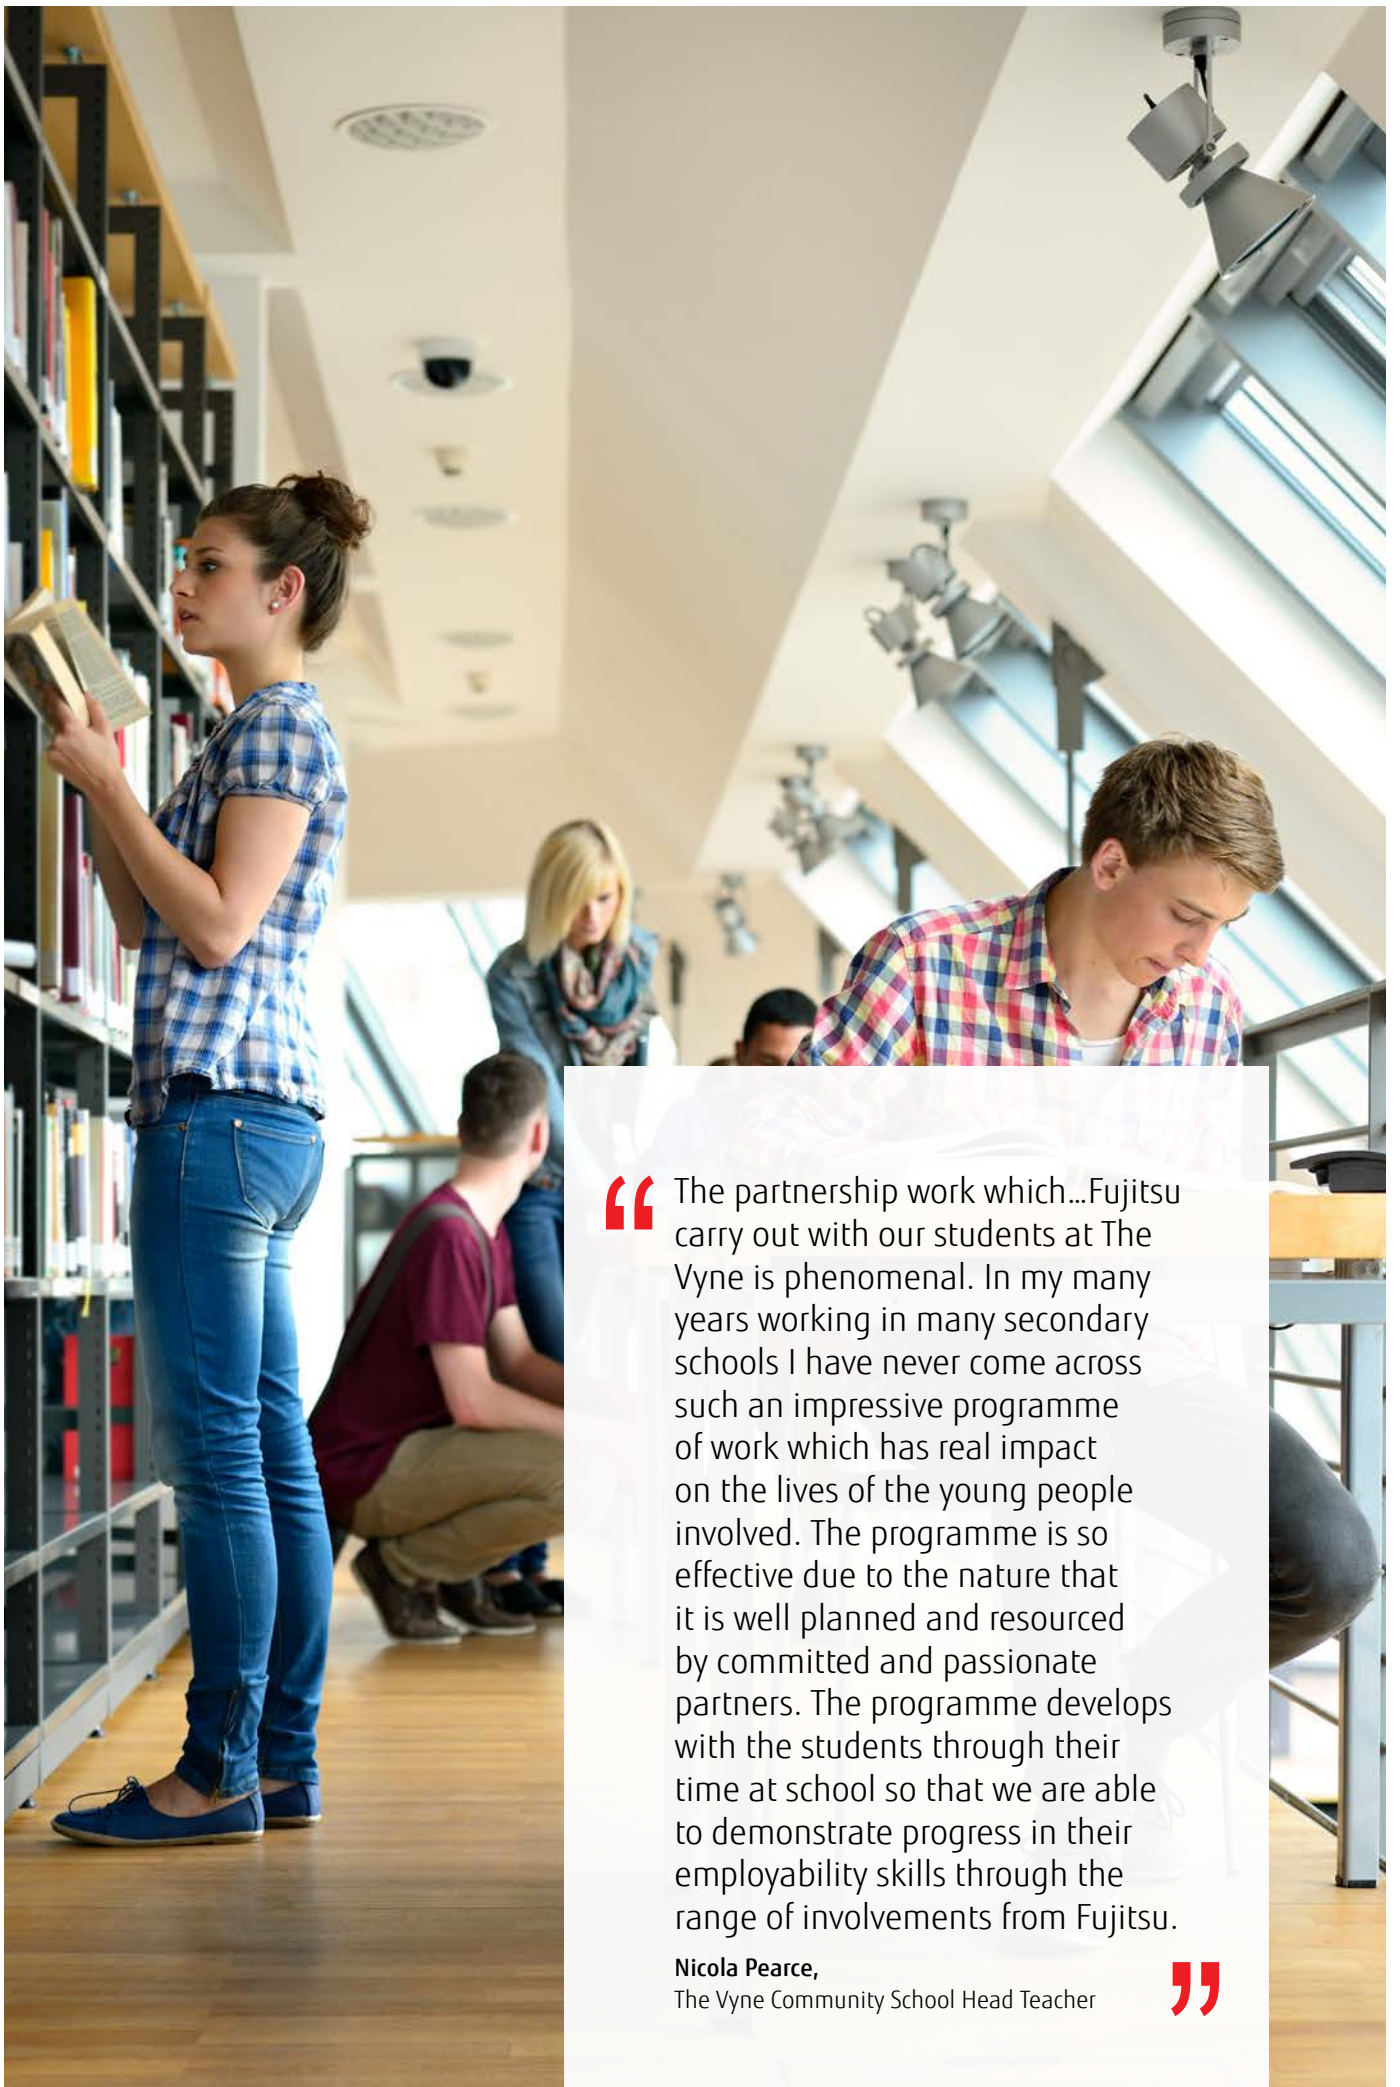 “ The partnership work which...Fujitsu
carry out with our students at The
Vyne is phenomenal. In my many
years working in many secondary
schools I have never come across
such an impressive programme
of work which has real impact
on the lives of the young people
involved. The programme is so
effective due to the nature that
it is well planned and resourced
by committed and passionate
partners. The programme develops
with the students through their
time at school so that we are able
to demonstrate progress in their
employability skills through the
range of involvements from Fujitsu.
Nicola Pearce,
The Vyne Community School Head Teacher ”